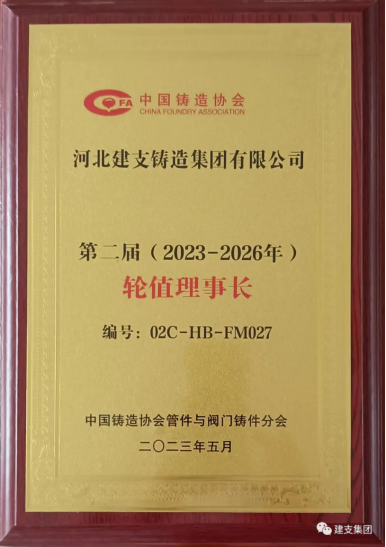 CFA 中国铸造协会
CHINA FOUNDRY ASSOCIATION
河北建支铸造集团有限公司
第二届（2023-2026年）
轮值理事长
编号：02C-HB-FM027
中国铸造协会管件与阀门铸件分会
二〇二三年五月
建支集团